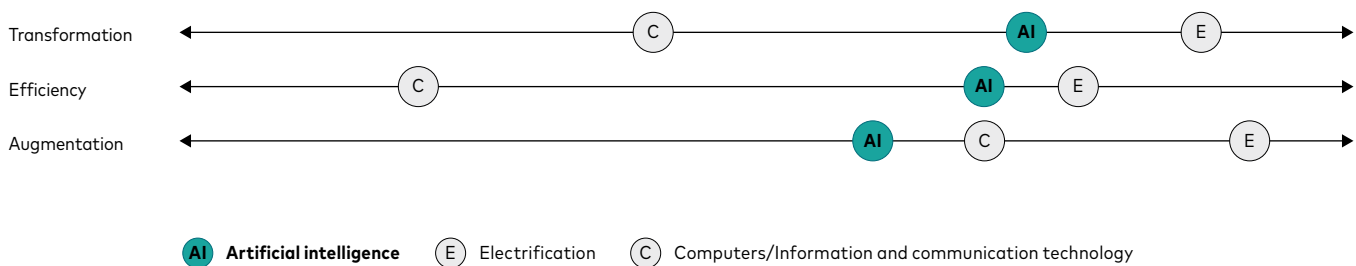 Transformation C AI E
Efficiency C AI E
Augmentation AI C E
AI Artificial intelligence E Electrification C Computers/Information and communication technology